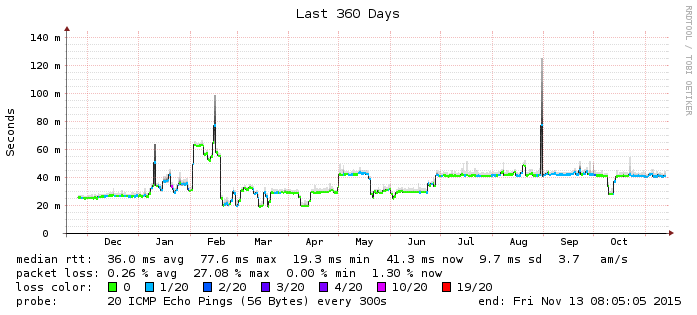 Last 360 Days
RRDTOOL / TOBI OETIKER
Seconds
140 m
120 m
100 m
80 m
60 m
40 m
20 m
0
Dec Jan Feb Mar Apr May Jun Jul Aug Sep Oct
median rtt: 36.0 ms avg 77.6 ms max 19.3 ms min 41.3 ms now 9.7 ms sd 3.7 am/s
packet loss: 0.26 % avg 27.08 % max 0.00 % min 1.30 % now
loss color: 0 1/20 2/20 3/20 4/20 10/20 19/20
probe: 20 ICMP Echo Pings (56 Bytes) every 300s end: Fri Nov 13 08:05:05 2015